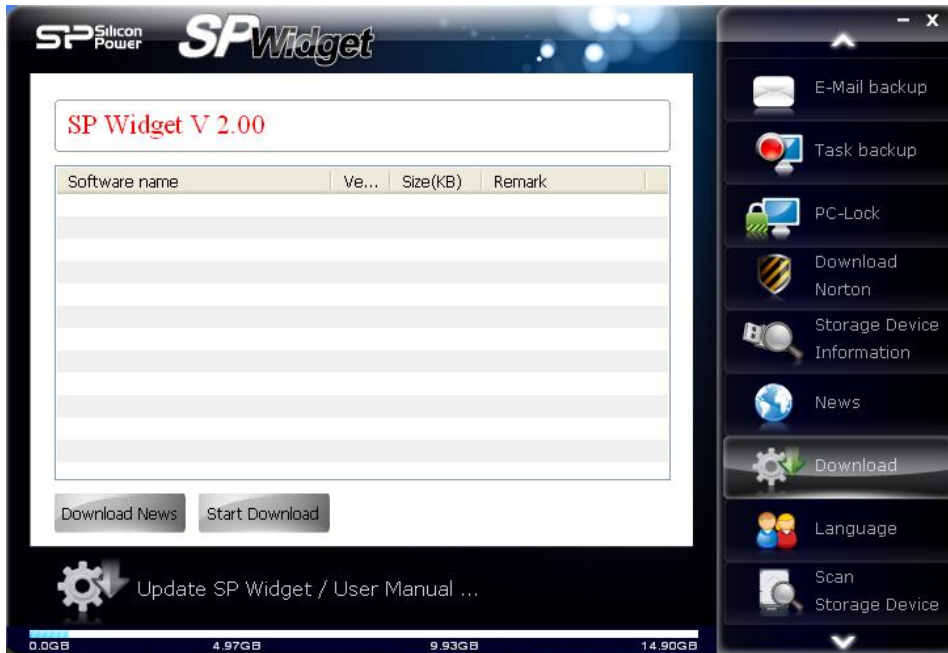 SP Silicon Power
SPWidget
- X
SP Widget V 2.00
Software name Ve... Size(KB) Remark
Download News Start Download
Update SP Widget / User Manual ...
0.0GB 4.97GB 9.93GB 14.90GB
E-Mail backup
Task backup
PC-Lock
Download
Norton
Storage Device
Information
News
Download
Language
Scan
Storage Device